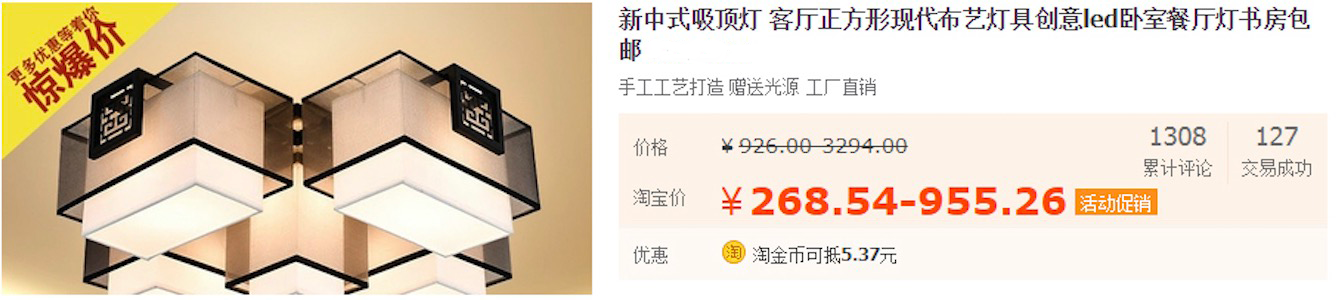 更多优惠等着你
惊爆价
新中式吸顶灯 客厅正方形现代布艺灯具创意led卧室餐厅灯书房包
邮
手工工艺打造 赠送光源 工厂直销
价格
¥ 926.00-3294.00
1308
累计评论
127
交易成功
淘宝价
¥268.54-955.26 活动促销
优惠
淘 淘金币可抵5.37元